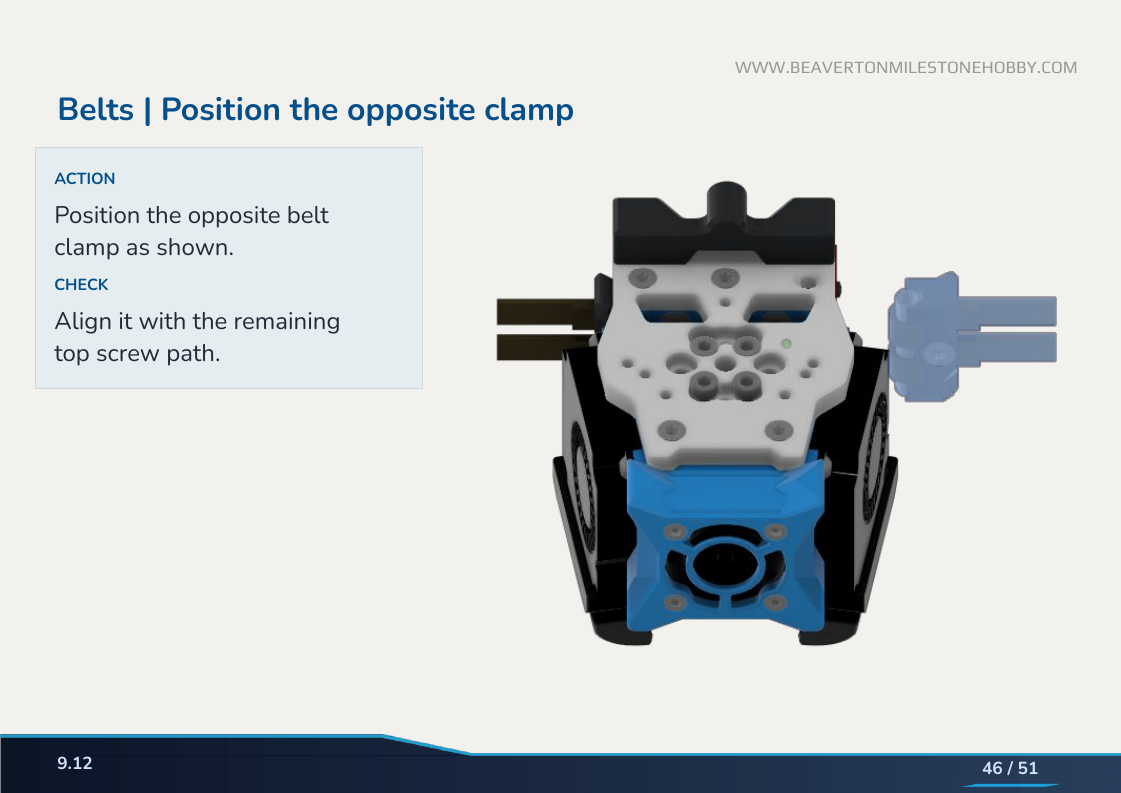 WWW.BEAVERTONMILESTONEHOBBY.COM
Belts | Position the opposite clamp
ACTION
Position the opposite belt
clamp as shown.
CHECK
Align it with the remaining
top screw path.
9.12
46 / 51